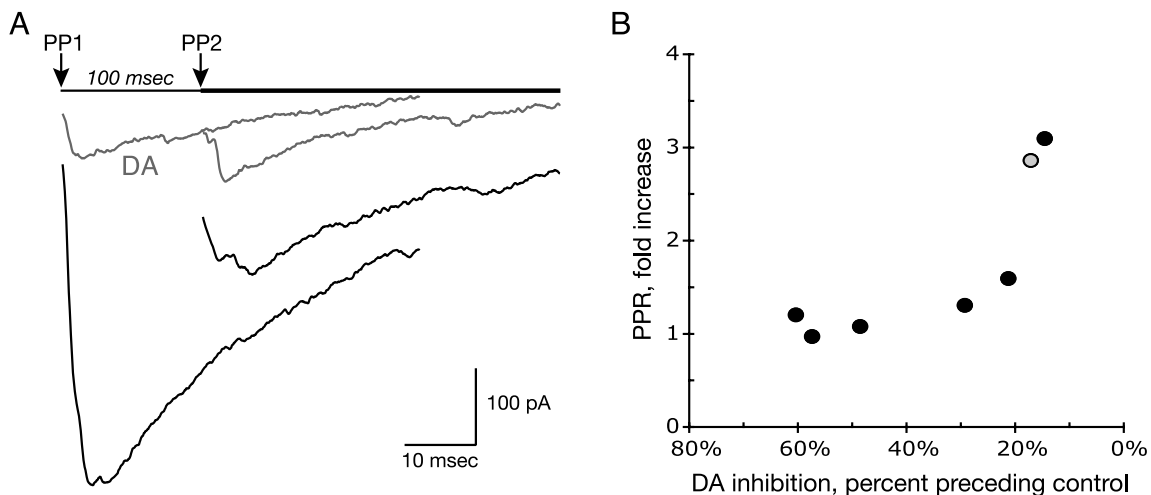 A
PP1
PP2
100 msec
DA
100 pA
10 msec
B
PPR, fold increase
4
3
2
1
0
80%
60%
40%
20%
0%
DA inhibition, percent preceding control